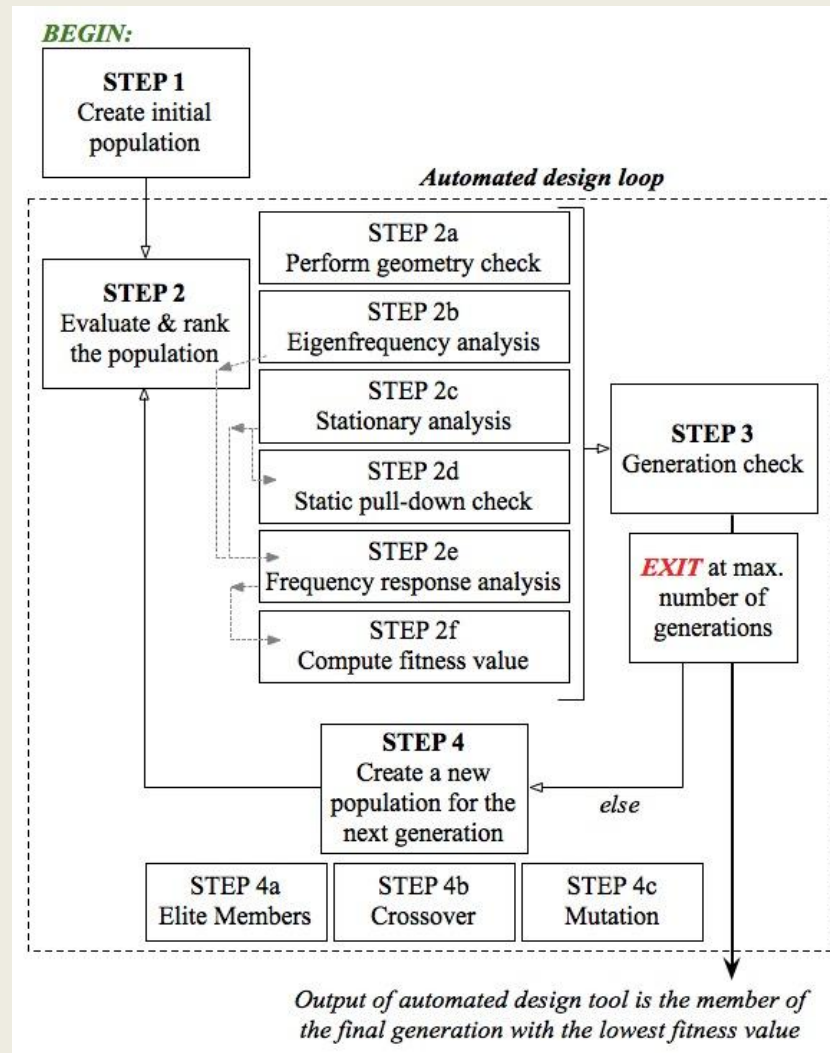 BEGIN:
STEP 1
Create initial
population
Automated design loop
STEP 2
Evaluate & rank
the population
STEP 2a
Perform geometry check
STEP 2b
Eigenfrequency analysis
STEP 2c
Stationary analysis
STEP 2d
Static pull-down check
STEP 2e
Frequency response analysis
STEP 2f
Compute fitness value
STEP 3
Generation check
EXIT at max.
number of
generations
else
STEP 4
Create a new
population for the
next generation
STEP 4a
Elite Members
STEP 4b
Crossover
STEP 4c
Mutation
Output of automated design tool is the member of
the final generation with the lowest fitness value